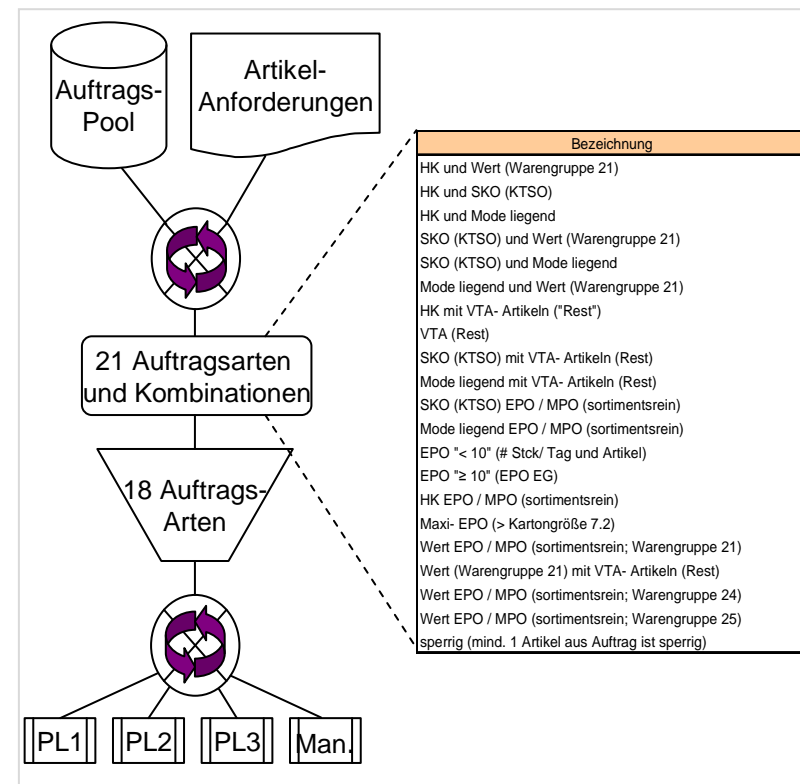 Auftrags-
Pool
Artikel-
Anforderungen
21 Auftragsarten
und Kombinationen
18 Auftrags-
Arten
PL1
PL2
PL3
Man.
Bezeichnung
HK und Wert (Warengruppe 21)
HK und SKO (KTSO)
HK und Mode liegend
SKO (KTSO) und Wert (Warengruppe 21)
SKO (KTSO) und Mode liegend
Mode liegend und Wert (Warengruppe 21)
HK mit VTA- Artikeln ("Rest")
VTA (Rest)
SKO (KTSO) mit VTA- Artikeln (Rest)
Mode liegend mit VTA- Artikeln (Rest)
SKO (KTSO) EPO / MPO (sortimentsrein)
Mode liegend EPO / MPO (sortimentsrein)
EPO "< 10" (# Stck/ Tag und Artikel)
EPO "≥ 10" (EPO EG)
HK EPO / MPO (sortimentsrein)
Maxi- EPO (> Kartongröße 7.2)
Wert EPO / MPO (sortimentsrein; Warengruppe 21)
Wert (Warengruppe 21) mit VTA- Artikeln (Rest)
Wert EPO / MPO (sortimentsrein; Warengruppe 24)
Wert EPO / MPO (sortimentsrein; Warengruppe 25)
sperrig (mind. 1 Artikel aus Auftrag ist sperrig)